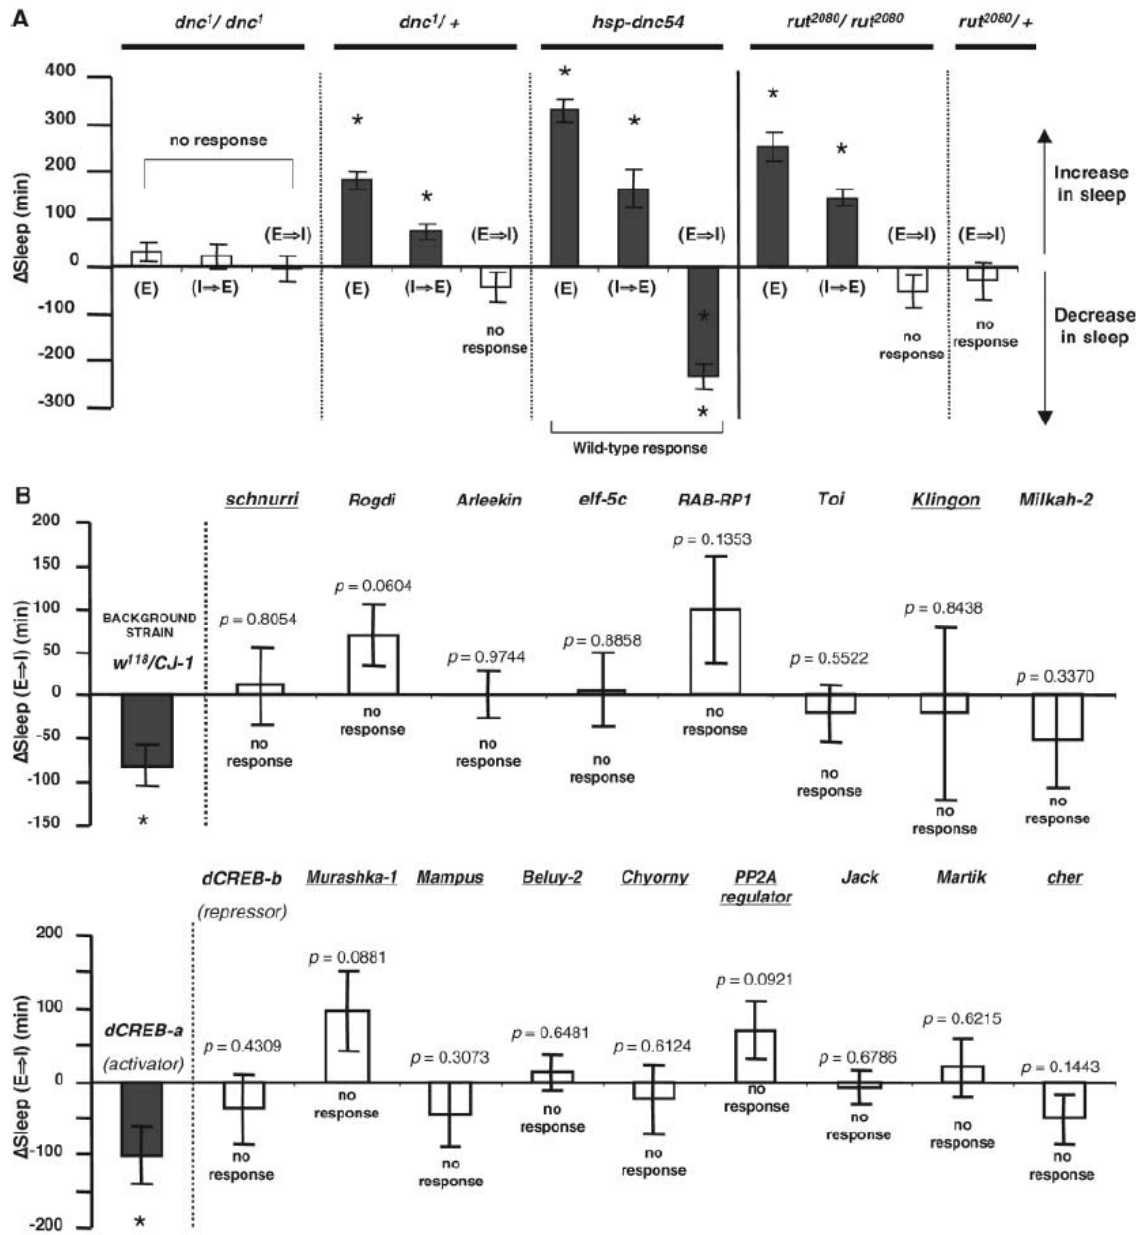 A
dnc¹/ dnc¹ dnc¹/ + hsp-dnc54 rut²⁰⁸⁰/ rut²⁰⁸⁰ rut²⁰⁸⁰/ +
ΔSleep (min)
400
300
200
100
0
-100
-200
-300
no response
(E) (I⇒E) (E⇒I)
(E) (I⇒E) (E⇒I)
no
response
(E) (I⇒E) (E⇒I)
Wild-type response
(E) (I⇒E) (E⇒I)
no
response
(E⇒I)
no
response
* * * * * * * * *
Increase
in sleep
Decrease
in sleep
B
schnurri Rogdi Arleekin elf-5c RAB-RP1 Toi Klingon Milkah-2
ΔSleep (E⇒I) (min)
200
150
100
50
0
-50
-100
-150
BACKGROUND
STRAIN
w¹¹⁸/CJ-1
*
p = 0.8054
no
response
p = 0.0604
no
response
p = 0.9744
no
response
p = 0.8858
no
response
p = 0.1353
no
response
p = 0.5522
no
response
p = 0.8438
no
response
p = 0.3370
no
response
dCREB-b Murashka-1 Mampus Beluy-2 Chyorny PP2A Jack Martik cher
(repressor) regulator
ΔSleep (E⇒I) (min)
200
100
0
-100
-200
dCREB-a
(activator)
*
p = 0.4309
no
response
p = 0.0881
no
response
p = 0.3073
no
response
p = 0.6481
no
response
p = 0.6124
no
response
p = 0.0921
no
response
p = 0.6786
no
response
p = 0.6215
no
response
p = 0.1443
no
response